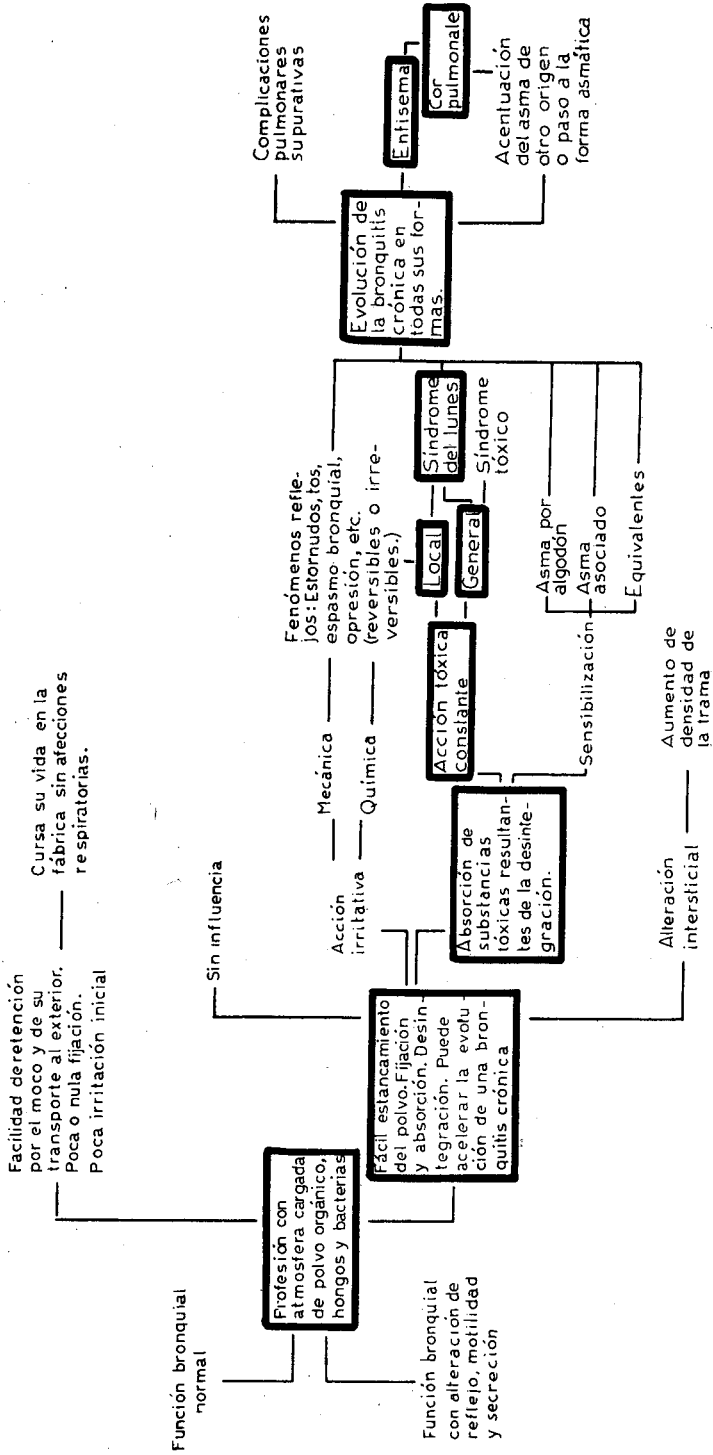 Función bronquial
normal
Función bronquial
con alteración de
reflejo, motilidad
y secreción
Profesión con
atmosfera cargada
de polvo orgánico,
hongos y bacterias
Facilidad de retención
por el moco y de su
transporte al exterior.
Poca o nula fijación.
Poca irritación inicial
Cursa su vida en la
fábrica sin afecciones
respiratorias.
Fácil estancamiento
del polvo. Fijación
y absorción. Desin-
tegración. Puede
acelerar la evolu-
ción de una bron-
quitis crónica
Sin influencia
Acción
irritativa
Mecánica
Química
Fenómenos refle-
jos: Estornudos, tos,
espasmo bronquial,
opresión, etc.
(reversibles o irre-
versibles.)
Absorción de
substancias
tóxicas resultan-
tes de la desinte-
gración.
Acción tóxica
constante
Local
General
Síndrome
del lunes
Síndrome
tóxico
Sensibilización
Asma por
algodón
Asma
asociado
Equivalentes
Alteración
intersticial
Aumento de
densidad de
la trama
Evolución de
la bronquitis
crónica en
todas sus for-
mas.
Complicaciones
pulmonares
supurativas
Enfisema
Cor
pulmonale
Acentuación
del asma de
otro origen
o paso a la
forma asmática